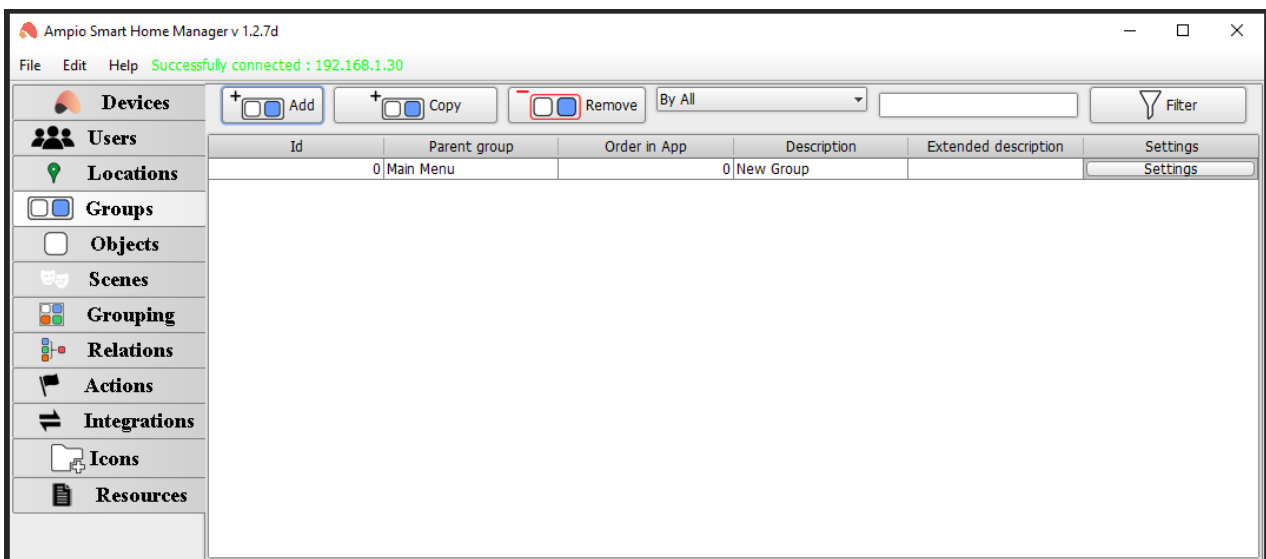 Ampio Smart Home Manager v 1.2.7d
File Edit Help Successfully connected : 192.168.1.30
Devices
Users
Locations
Groups
Objects
Scenes
Grouping
Relations
Actions
Integrations
Icons
Resources
Add Copy Remove By All Filter
Id Parent group Order in App Description Extended description Settings
0 Main Menu 0 New Group Settings